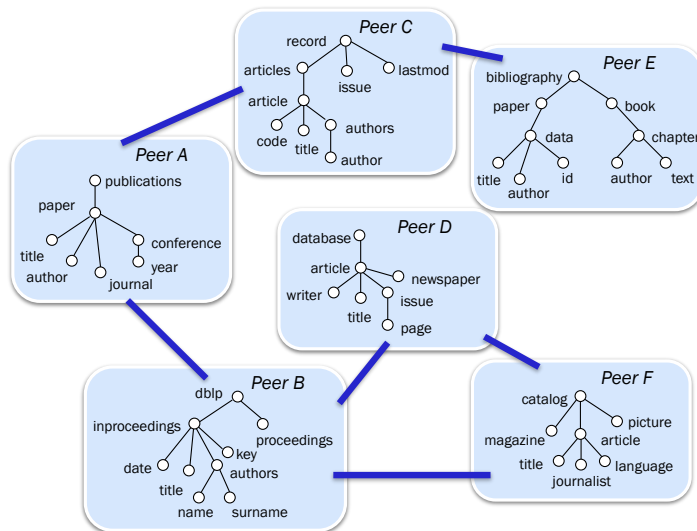 Peer C
record
articles
issue
lastmod
article
code
title
authors
author
Peer E
bibliography
paper
book
data
chapter
title
author
id
author
text
Peer A
publications
paper
conference
title
author
journal
year
Peer D
database
article
newspaper
writer
title
issue
page
Peer B
dblp
inproceedings
proceedings
key
date
title
authors
name
surname
Peer F
catalog
picture
magazine
article
title
language
journalist